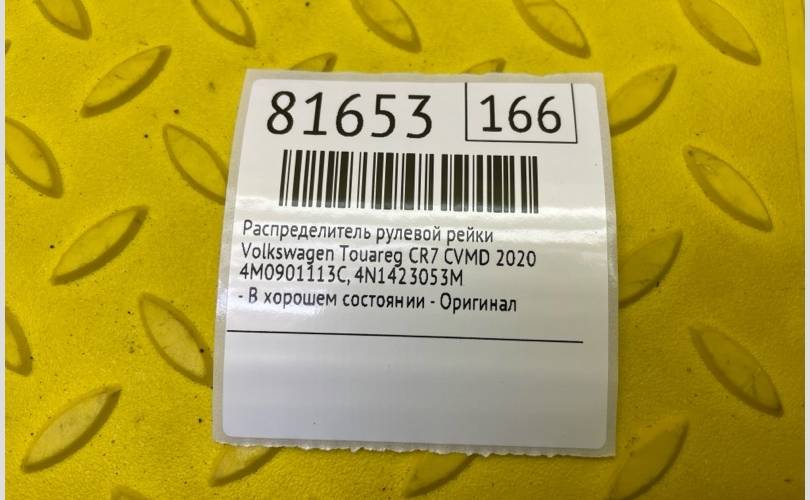 81653 166
Распределитель рулевой рейки
Volkswagen Touareg CR7 CVMD 2020
4M0901113C, 4N1423053M
- В хорошем состоянии - Оригинал